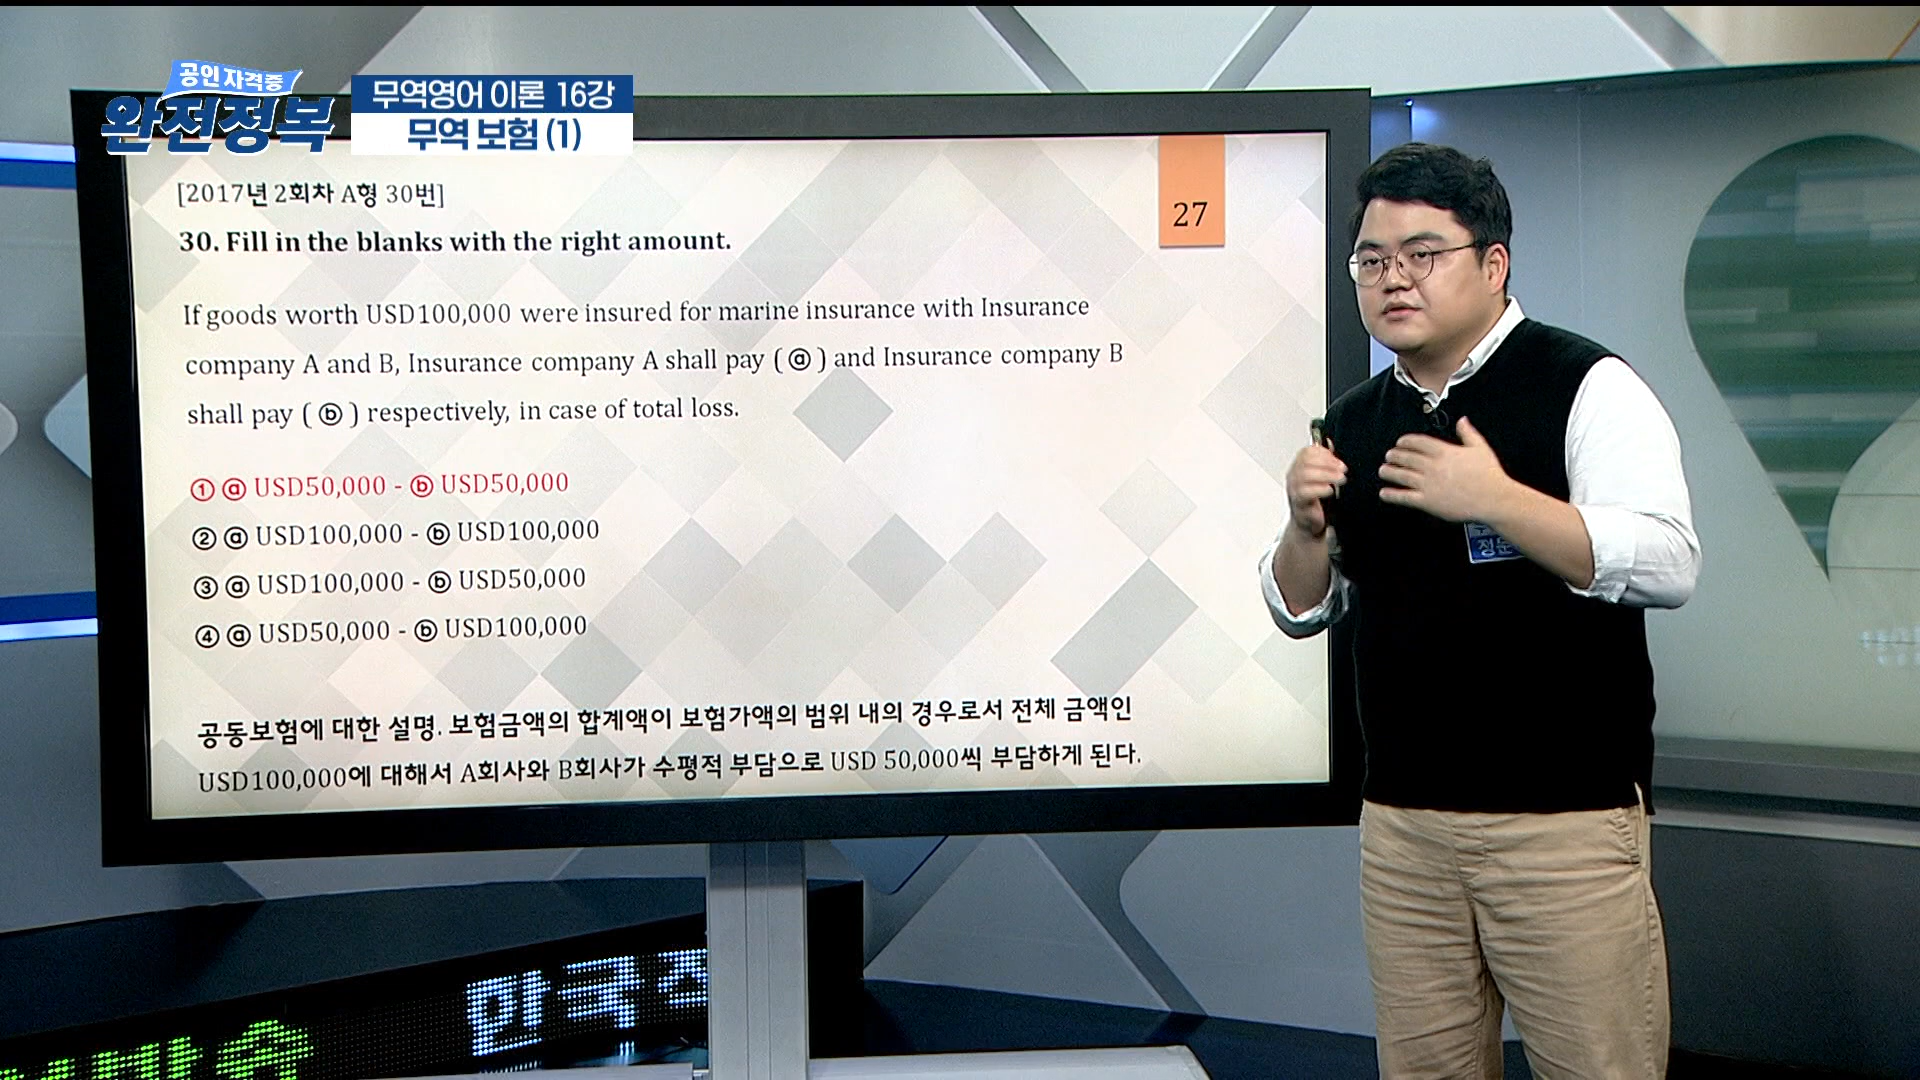 공인 자격증
완전정복
무역영어 이론 16강
무역 보험 (1)
[2017년 2회차 A형 30번]
27
30. Fill in the blanks with the right amount.
If goods worth USD100,000 were insured for marine insurance with Insurance
company A and B, Insurance company A shall pay ( ⓐ ) and Insurance company B
shall pay ( ⓑ ) respectively, in case of total loss.
① ⓐ USD50,000 - ⓑ USD50,000
② ⓐ USD100,000 - ⓑ USD100,000
③ ⓐ USD100,000 - ⓑ USD50,000
④ ⓐ USD50,000 - ⓑ USD100,000
공동보험에 대한 설명. 보험금액의 합계액이 보험가액의 범위 내의 경우로서 전체 금액인
USD100,000에 대해서 A회사와 B회사가 수평적 부담으로 USD 50,000씩 부담하게 된다.
한국직
방송